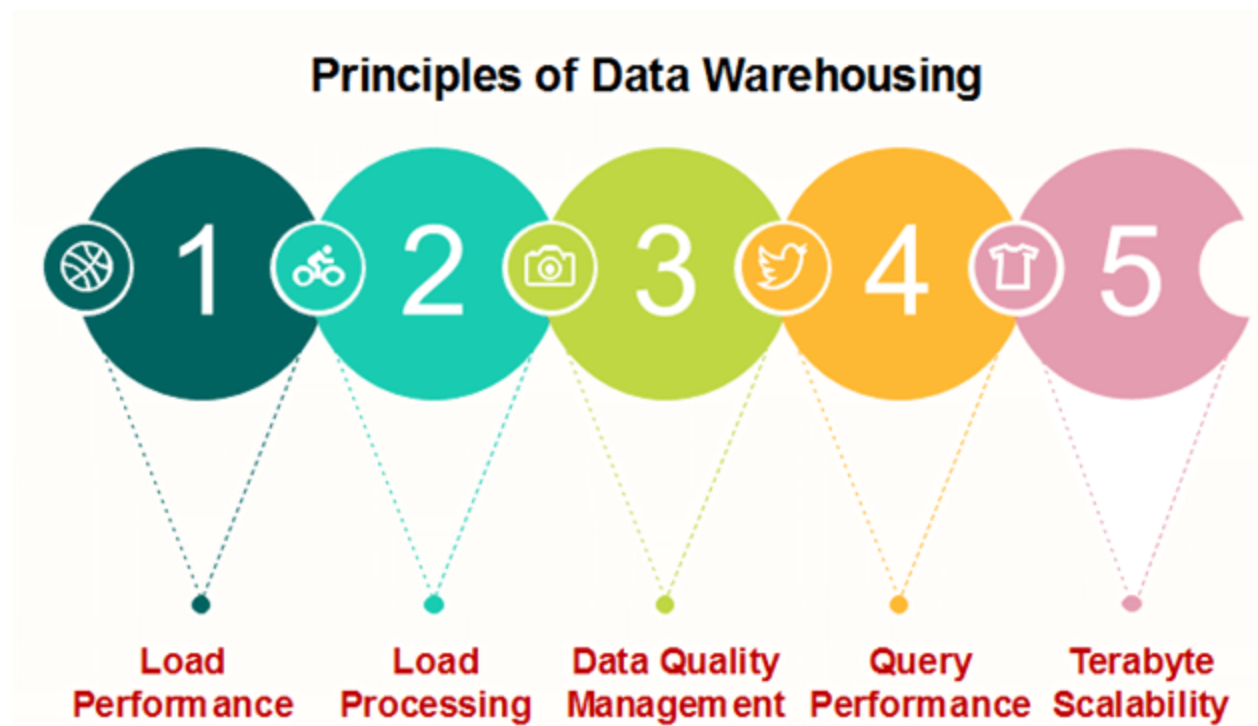 Principles of Data Warehousing
1
2
3
4
5
Load
Performance
Load
Processing
Data Quality
Management
Query
Performance
Terabyte
Scalability